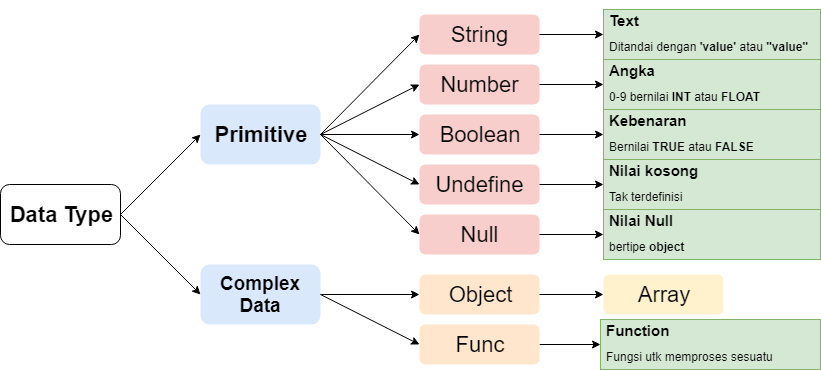 Data Type
Primitive
String
Text
Ditandai dengan 'value' atau "value"
Number
Angka
0-9 bernilai INT atau FLOAT
Boolean
Kebenaran
Bernilai TRUE atau FALSE
Undefine
Nilai kosong
Tak terdefinisi
Null
Nilai Null
bertipe object
Complex
Data
Object
Array
Func
Function
Fungsi utk memproses sesuatu